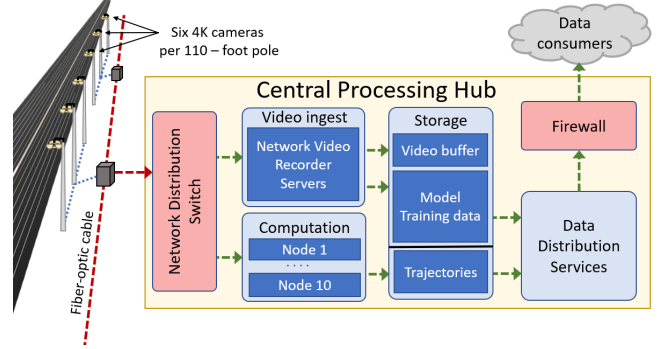 Six 4K cameras
per 110 – foot pole
Data
consumers
Central Processing Hub
Video ingest
Network Video
Recorder
Servers
Storage
Video buffer
Model
Training data
Trajectories
Firewall
Network Distribution
Switch
Computation
Node 1
. . . .
Node 10
Data
Distribution
Services
Fiber-optic cable